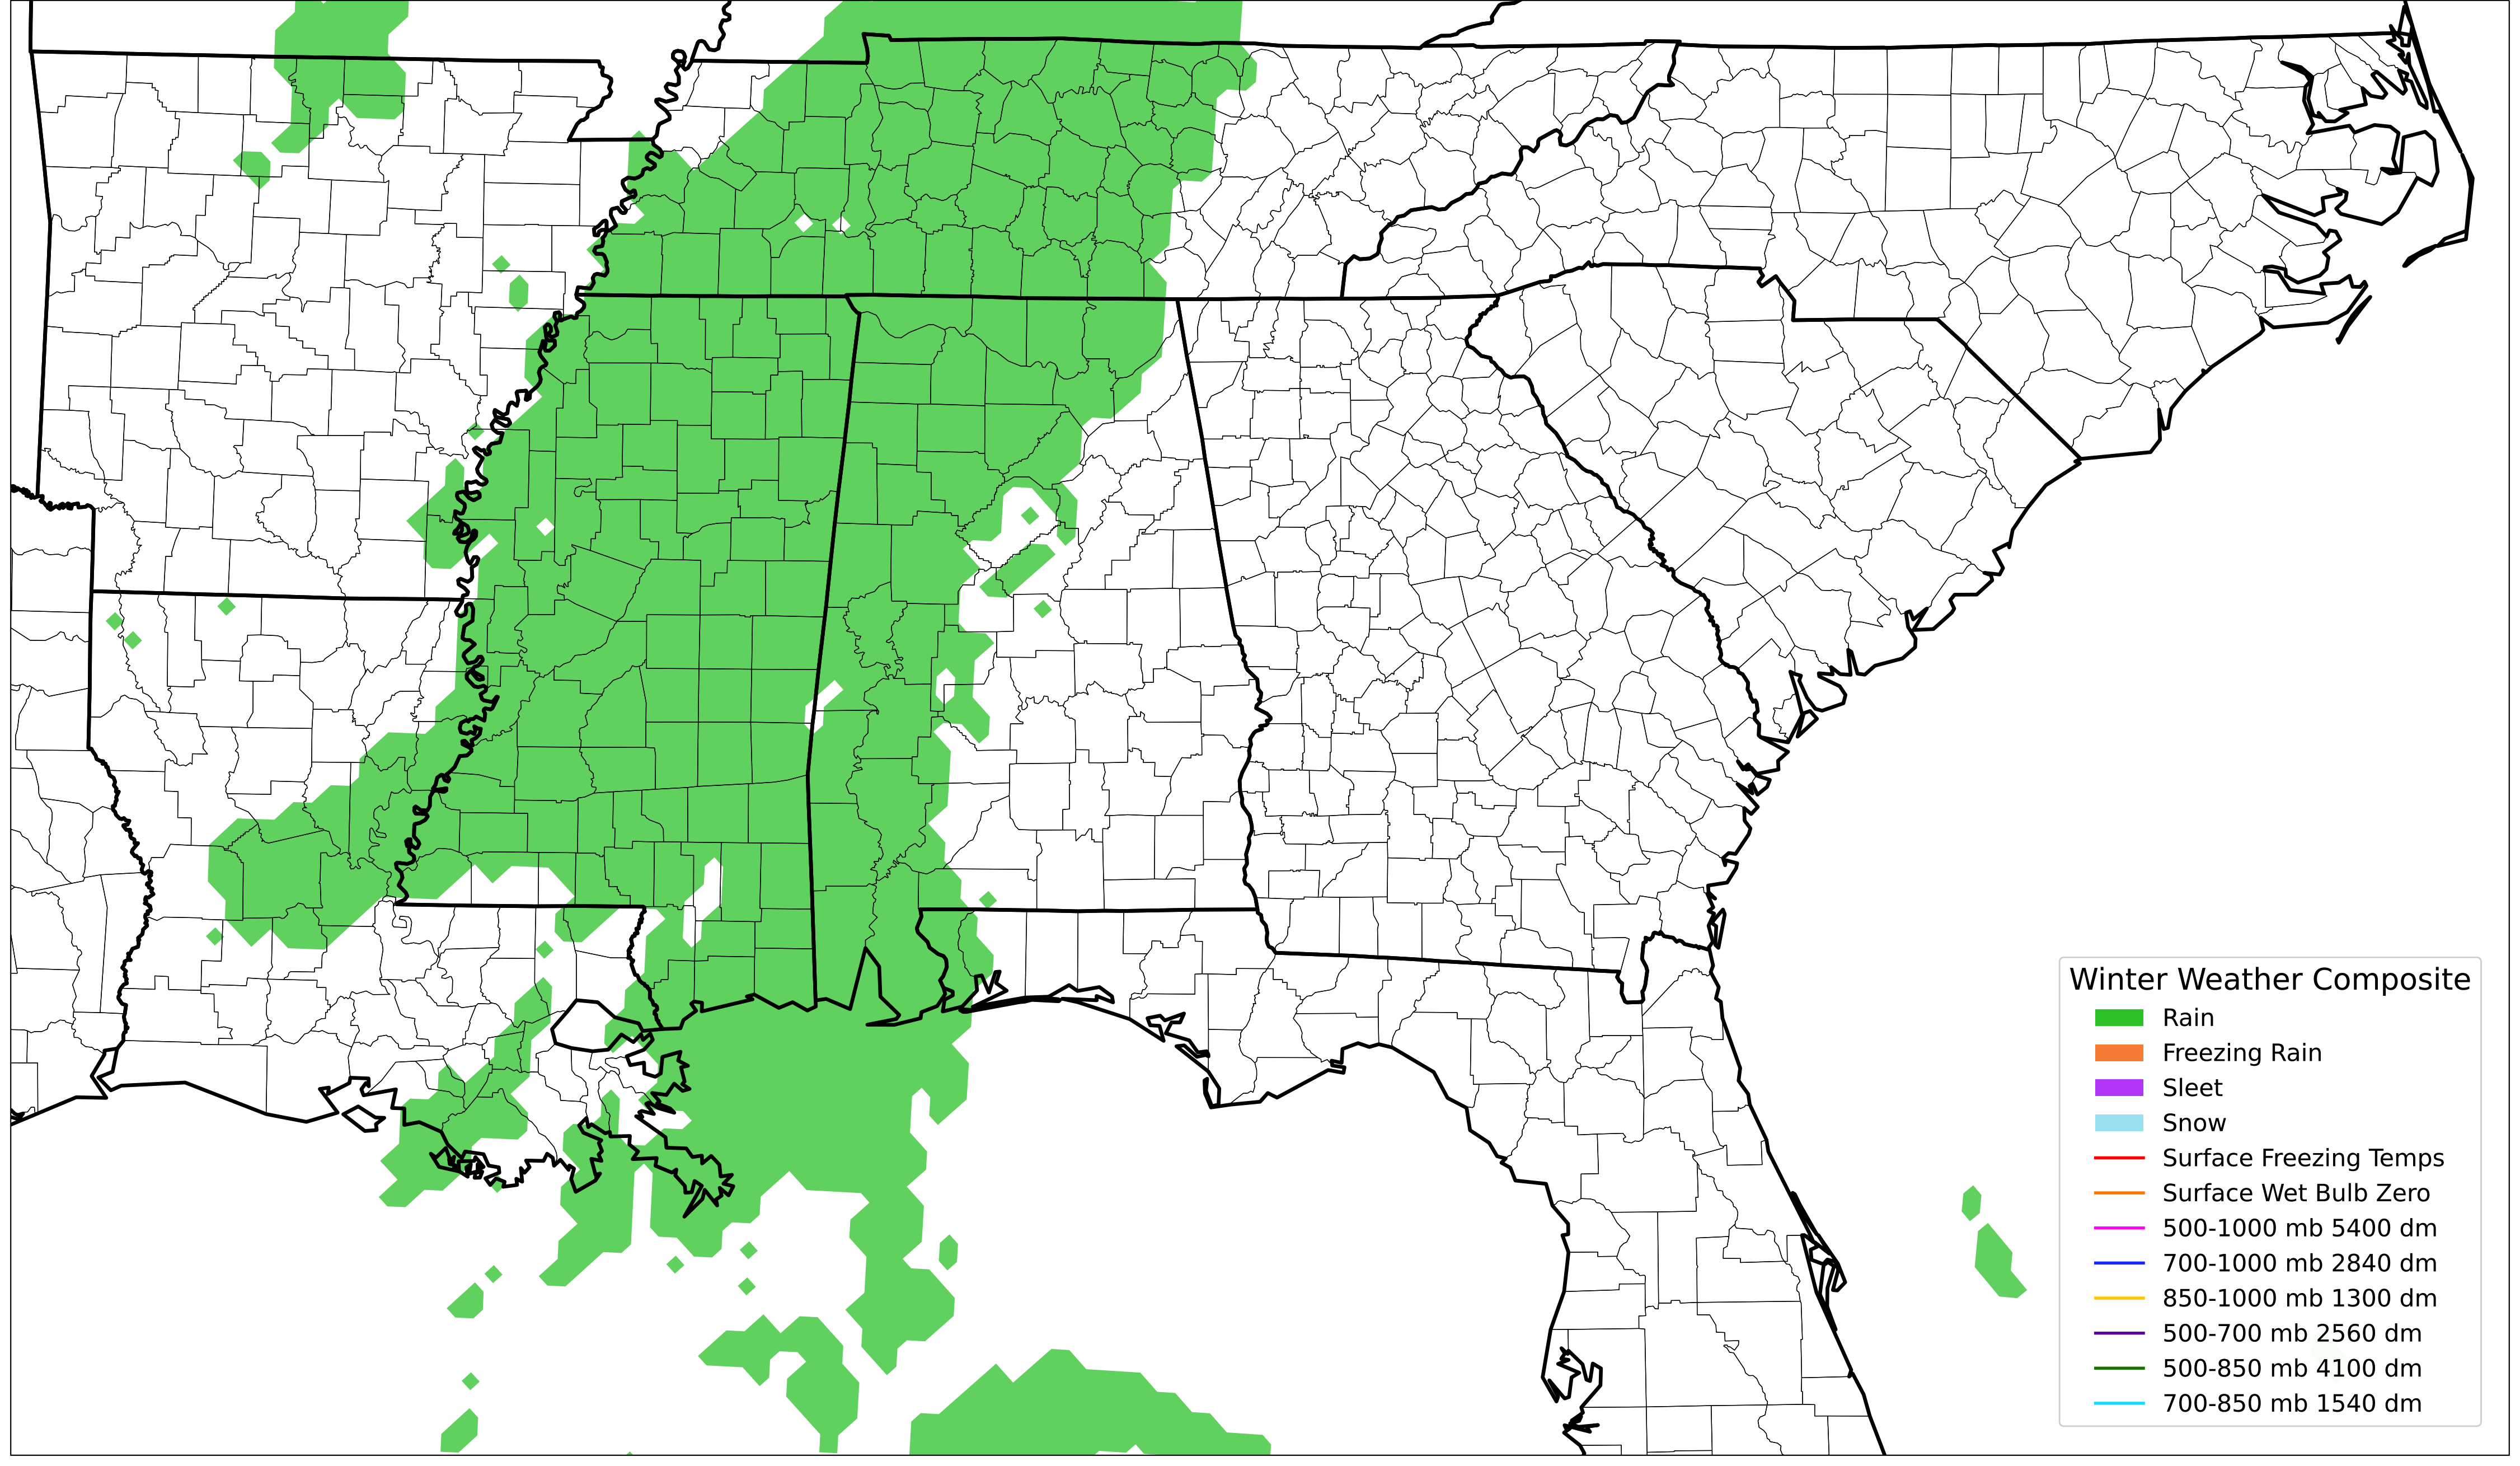 Winter Weather Composite
Rain
Freezing Rain
Sleet
Snow
Surface Freezing Temps
Surface Wet Bulb Zero
500-1000 mb 5400 dm
700-1000 mb 2840 dm
850-1000 mb 1300 dm
500-700 mb 2560 dm
500-850 mb 4100 dm
700-850 mb 1540 dm